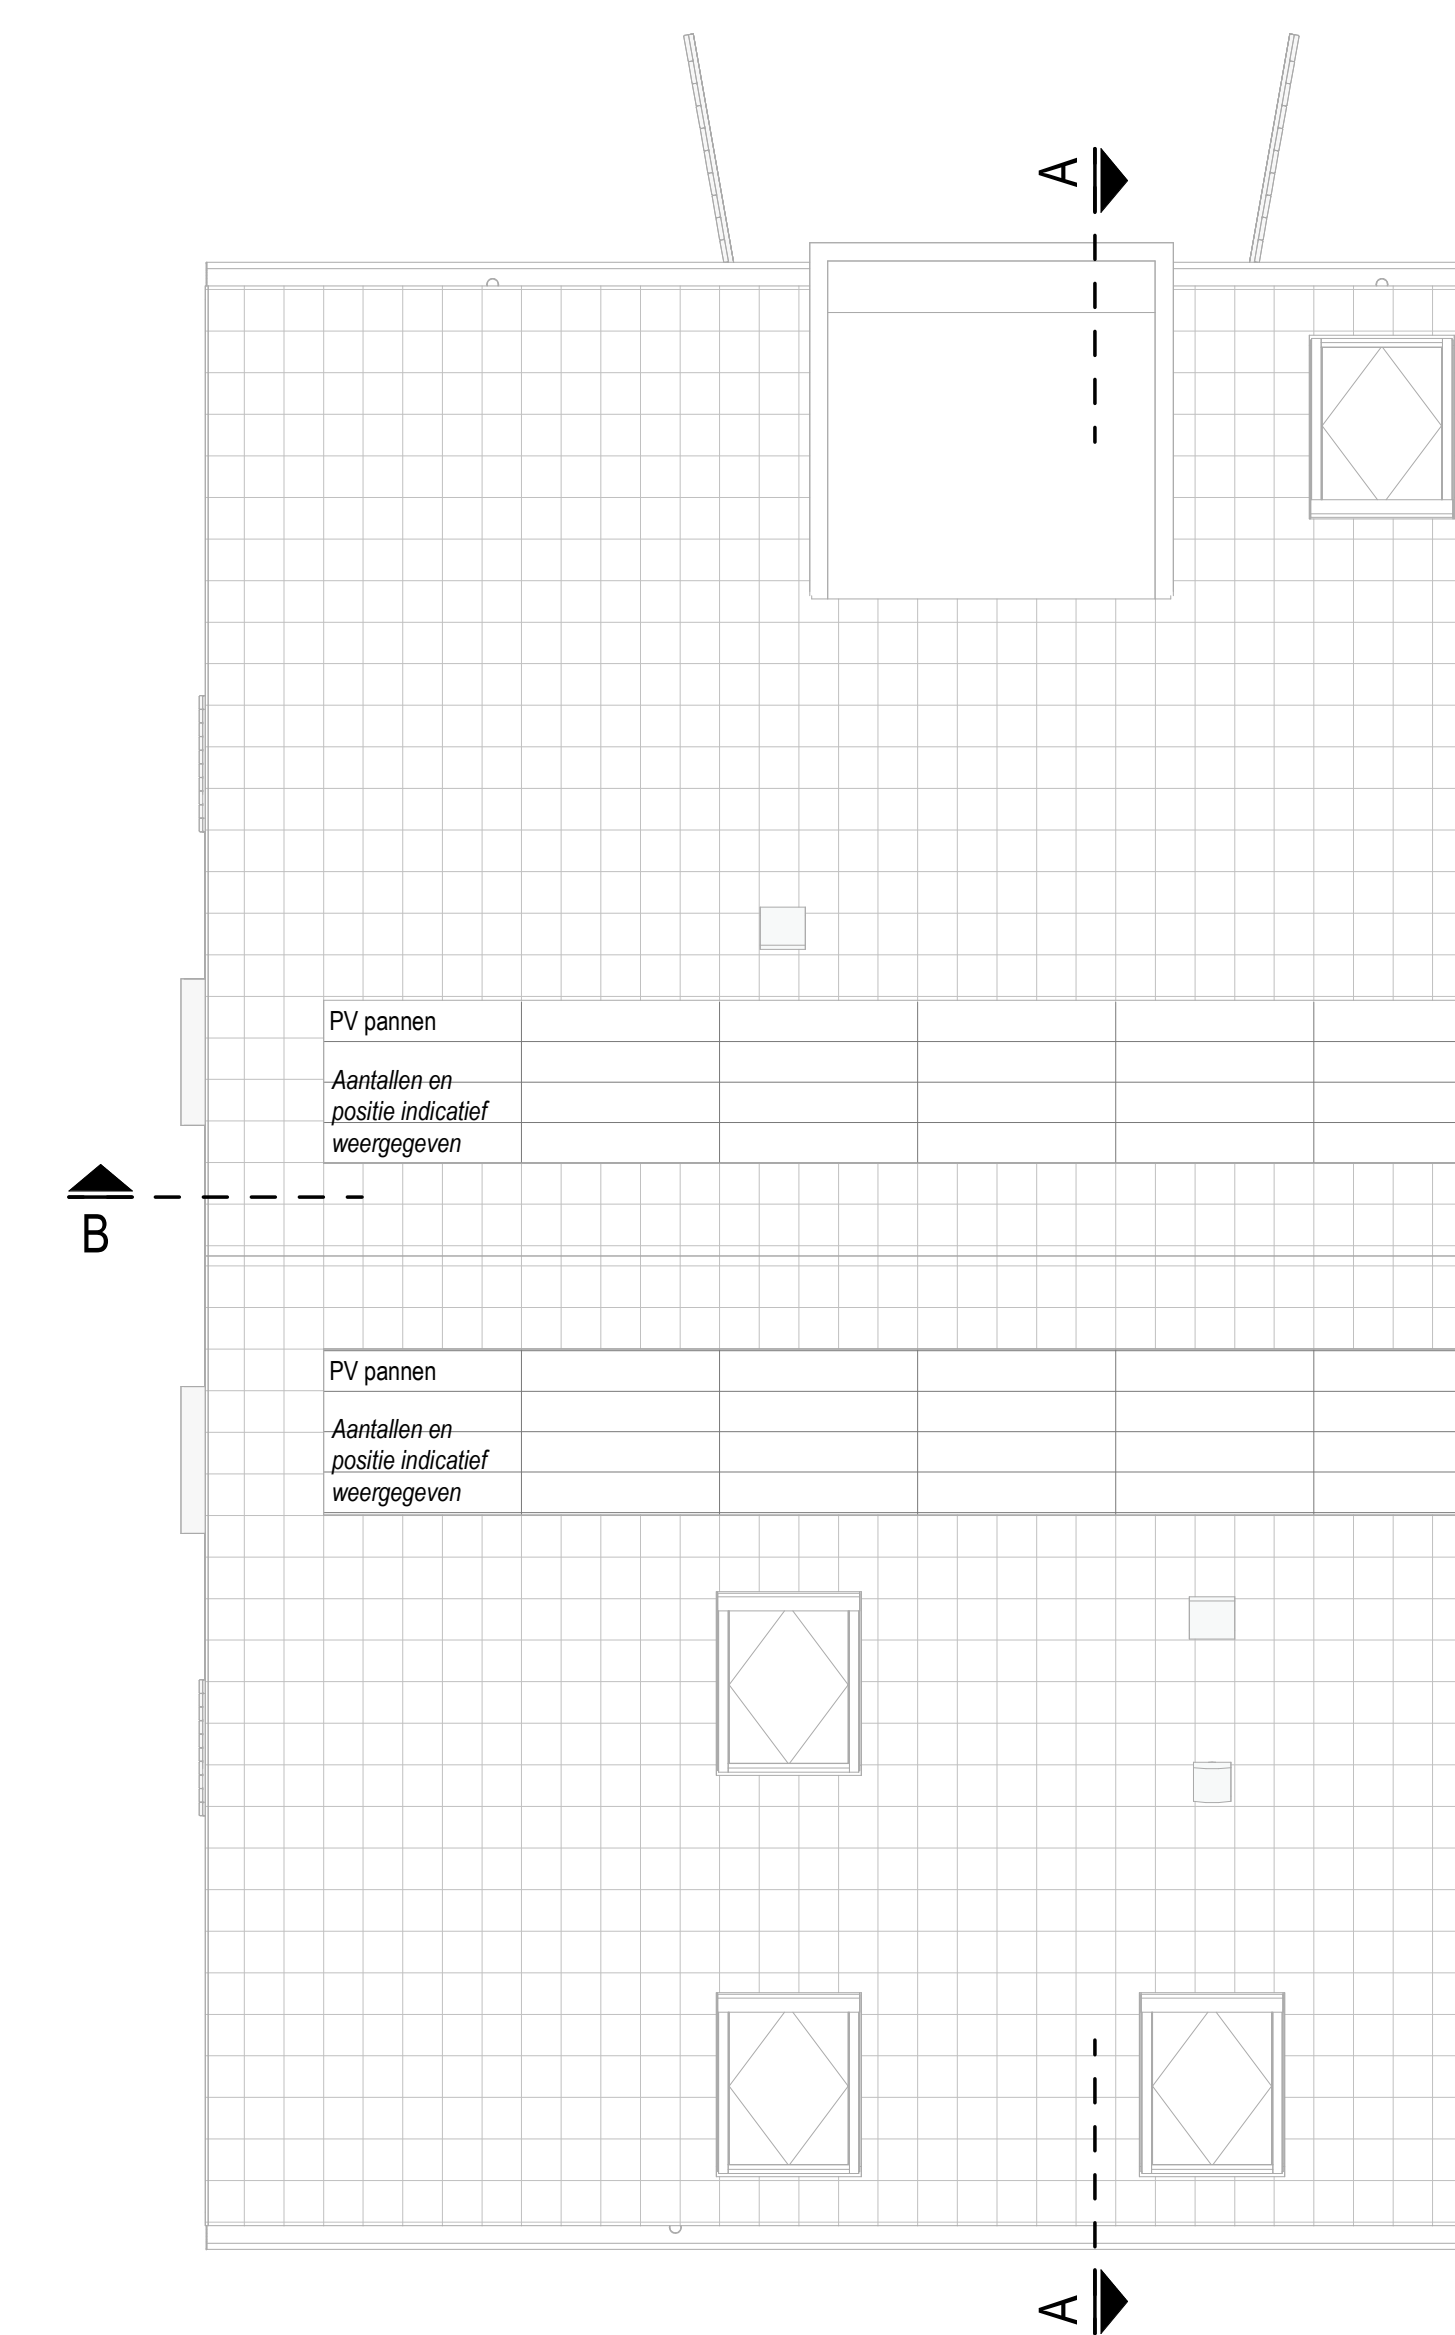 A
PV pannen
Aantallen en
positie indicatief
weergegeven
B
PV pannen
Aantallen en
positie indicatief
weergegeven
A